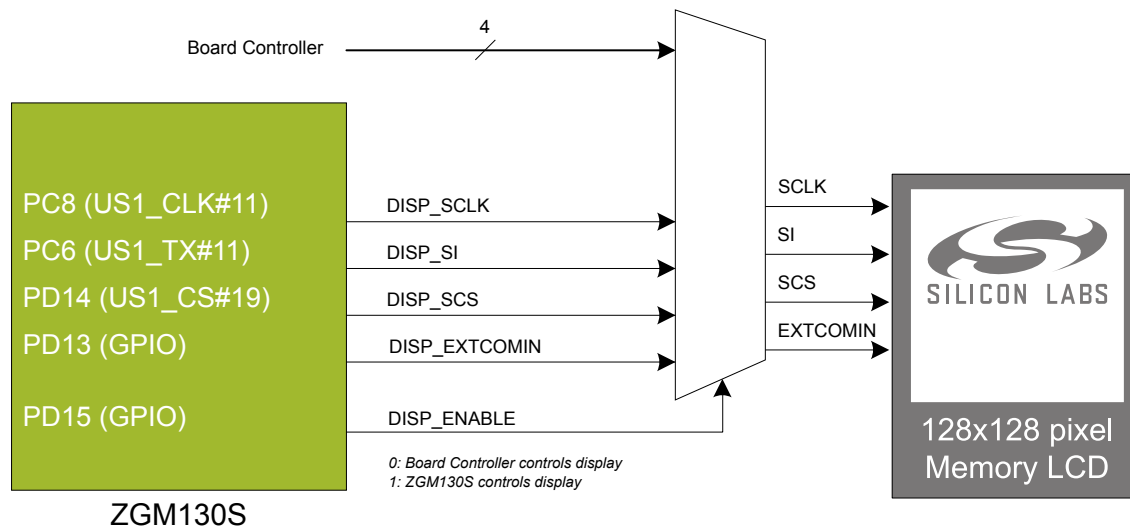 4
Board Controller
PC8 (US1_CLK#11)
DISP_SCLK
SCLK
PC6 (US1_TX#11)
DISP_SI
SI
PD14 (US1_CS#19)
DISP_SCS
SCS
PD13 (GPIO)
DISP_EXTCOMIN
EXTCOMIN
PD15 (GPIO)
DISP_ENABLE
0: Board Controller controls display
1: ZGM130S controls display
SILICON LABS
128x128 pixel
Memory LCD
ZGM130S